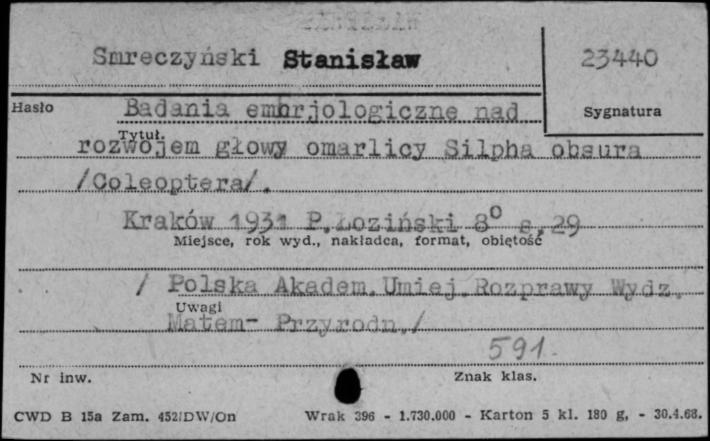 Smreczyński Stanisław
23440
Hasło Badania embrjologiczne nad
Sygnatura
Tytuł.
rozwojem głowy omarlicy Silpha obsura
/Coleoptera/.
Kraków 1931 P.Łoziński 8° s.29
Miejsce, rok wyd., nakładca, format, objętość
/ Polska Akadem.Umiej.Rozprawy Wydz.
Uwagi
Matem- Przyrodn./
591.
Nr inw. Znak klas.
CWD B 15a Zam. 452/DW/On Wrak 396 - 1.730.000 - Karton 5 kl. 180 g, - 30.4.68.